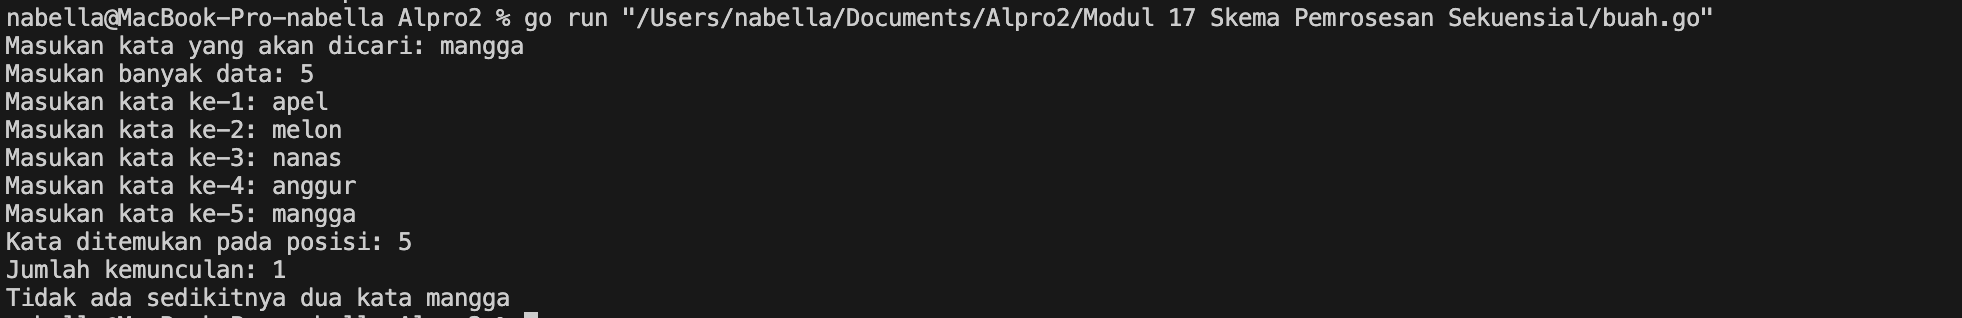 nabella@MacBook-Pro-nabella Alpro2 % go run "/Users/nabella/Documents/Alpro2/Modul 17 Skema Pemrosesan Sekuensial/buah.go"
Masukan kata yang akan dicari: mangga
Masukan banyak data: 5
Masukan kata ke-1: apel
Masukan kata ke-2: melon
Masukan kata ke-3: nanas
Masukan kata ke-4: anggur
Masukan kata ke-5: mangga
Kata ditemukan pada posisi: 5
Jumlah kemunculan: 1
Tidak ada sedikitnya dua kata mangga